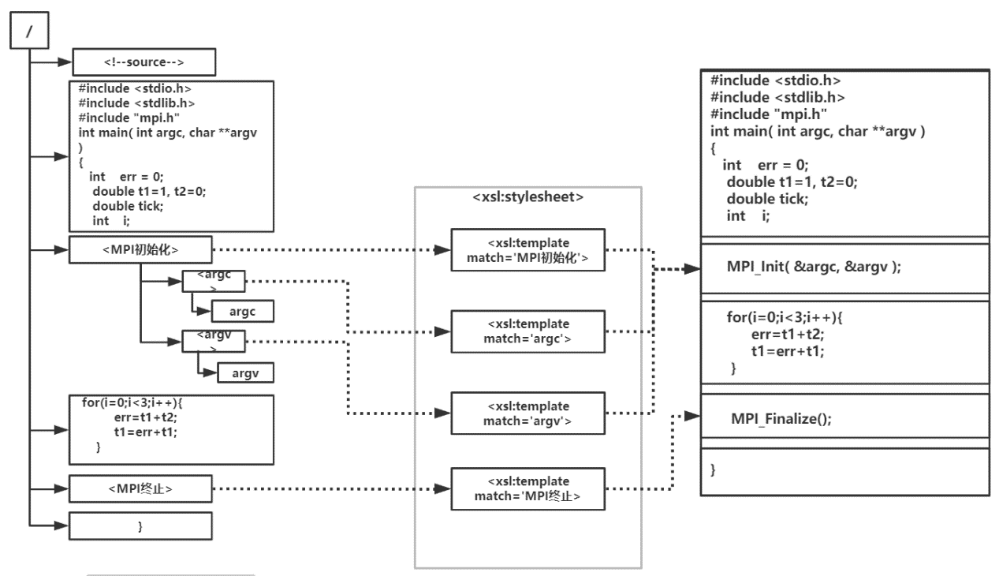 /
<!--source-->
#include <stdio.h>
#include <stdlib.h>
#include "mpi.h"
int main( int argc, char **argv
)
{
int err = 0;
double t1=1, t2=0;
double tick;
int i;
<MPI初始化>
<argc
>
argc
<argv
>
argv
for(i=0;i<3;i++){
err=t1+t2;
t1=err+t1;
}
<MPI终止>
}
<xsl:stylesheet>
<xsl:template
match='MPI初始化'>
<xsl:template
match='argc'>
<xsl:template
match='argv'>
<xsl:template
match='MPI终止>
#include <stdio.h>
#include <stdlib.h>
#include "mpi.h"
int main( int argc, char **argv )
{
int err = 0;
double t1=1, t2=0;
double tick;
int i;
MPI_Init( &argc, &argv );
for(i=0;i<3;i++){
err=t1+t2;
t1=err+t1;
}
MPI_Finalize();
}